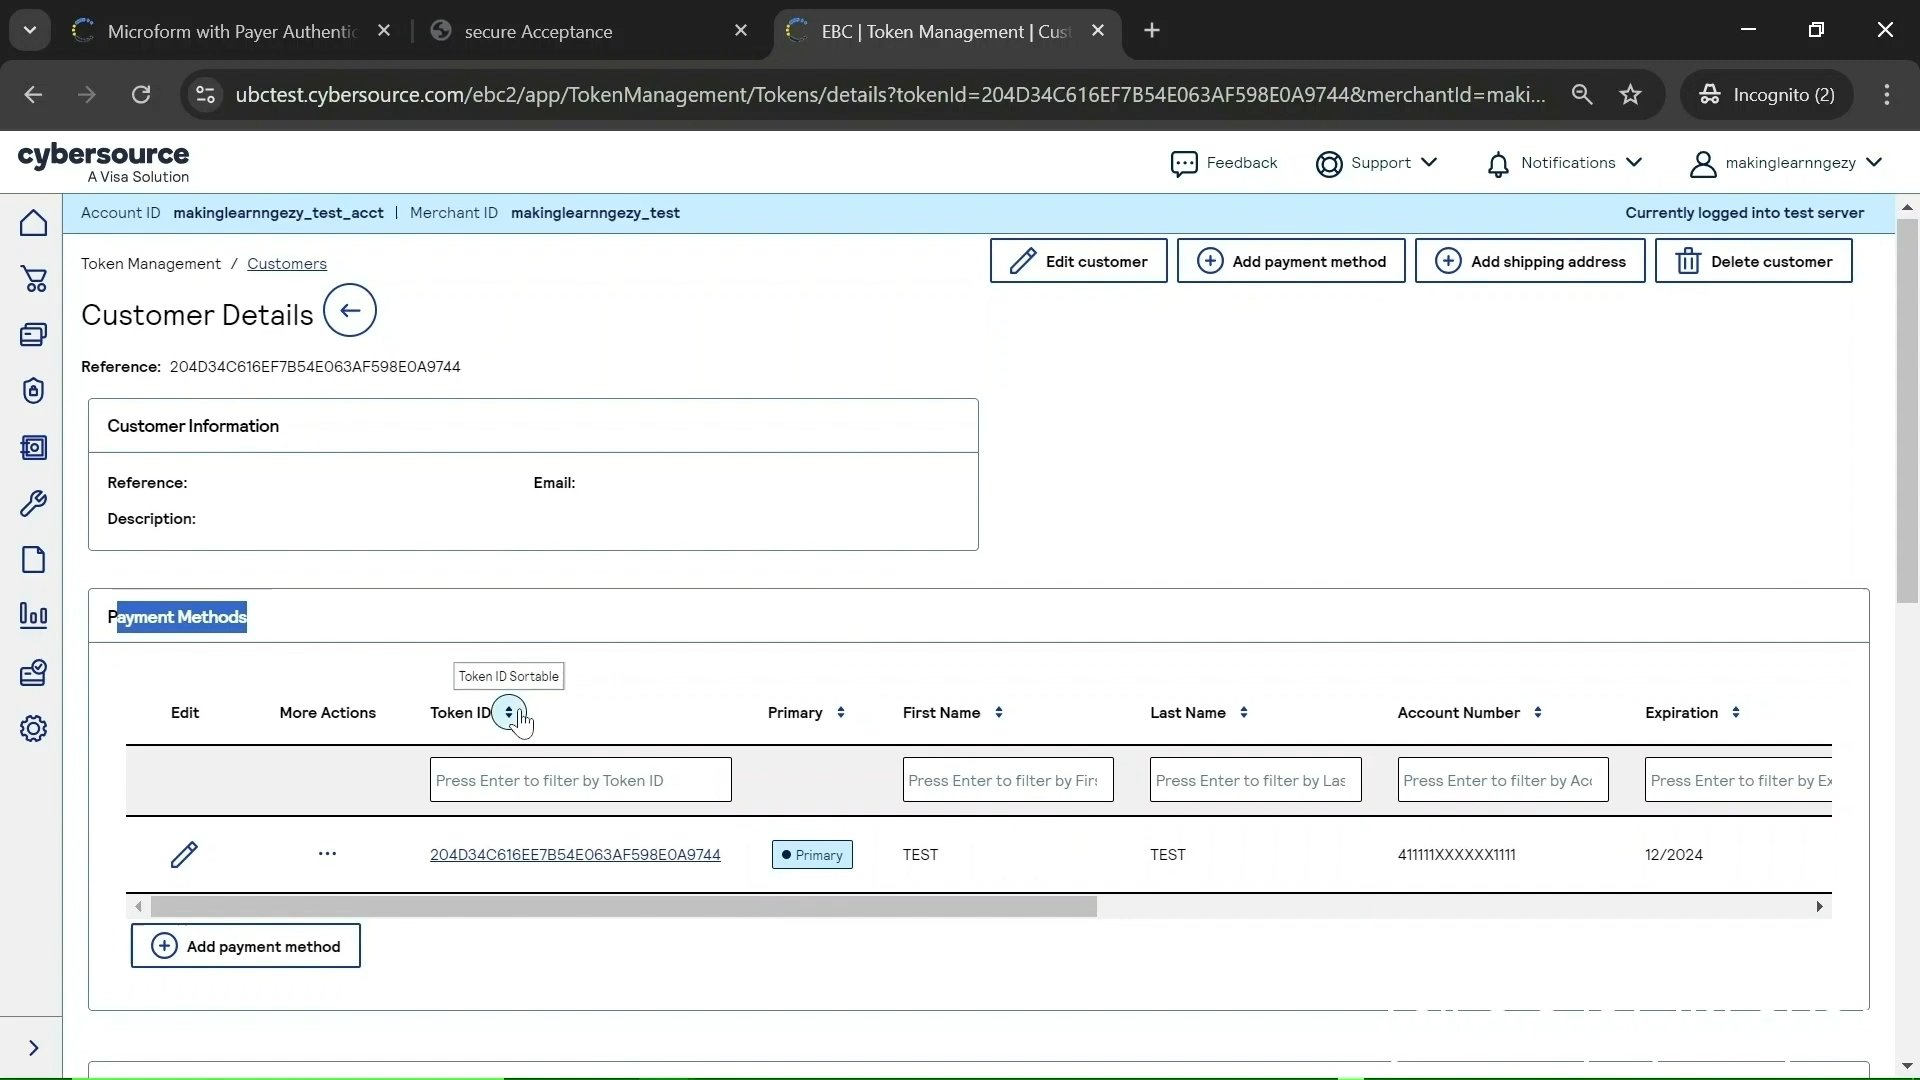 Microform with Payer Authentic
secure Acceptance
EBC | Token Management | Cust
ubctest.cybersource.com/ebc2/app/TokenManagement/Tokens/details?tokenId=204D34C616EF7B54E063AF598E0A9744&merchantId=maki...
Incognito (2)
cybersource
A Visa Solution
Feedback
Support
Notifications
makinglearnngezy
Account ID makinglearnngezy_test_acct | Merchant ID makinglearnngezy_test
Currently logged into test server
Token Management / Customers
Edit customer
Add payment method
Add shipping address
Delete customer
Customer Details
Reference: 204D34C616EF7B54E063AF598E0A9744
Customer Information
Reference:
Email:
Description:
Payment Methods
Token ID Sortable
Edit
More Actions
Token ID
Primary
First Name
Last Name
Account Number
Expiration
Press Enter to filter by Token ID
Press Enter to filter by Firs
Press Enter to filter by Las
Press Enter to filter by Acc
Press Enter to filter by Ex
204D34C616EE7B54E063AF598E0A9744
Primary
TEST
TEST
411111XXXXXX1111
12/2024
Add payment method